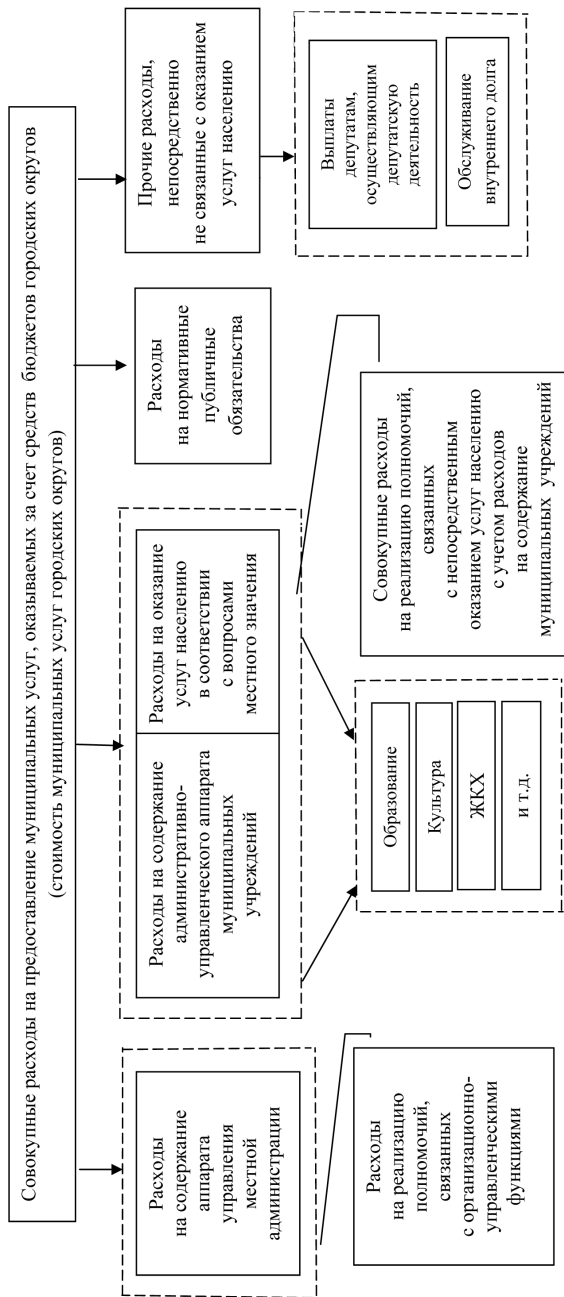 Совокупные расходы на предоставление муниципальных услуг, оказываемых за счет средств бюджетов городских округов
(стоимость муниципальных услуг городских округов)
Расходы
на содержание
аппарата
управления
местной
администрации
Расходы на содержание
административно-
управленческого аппарата
муниципальных
учреждений
Расходы на оказание
услуг населению
в соответствии
с вопросами
местного значения
Расходы
на нормативные
публичные
обязательства
Прочие расходы,
непосредственно
не связанные с оказанием
услуг населению
Расходы
на реализацию
полномочий,
связанных
с организационно-
управленческими
функциями
Образование
Культура
ЖКХ
и т.д.
Совокупные расходы
на реализацию полномочий,
связанных
с непосредственным
оказанием услуг населению
с учетом расходов
на содержание
муниципальных учреждений
Выплаты
депутатам,
осуществляющим
депутатскую
деятельность
Обслуживание
внутреннего долга